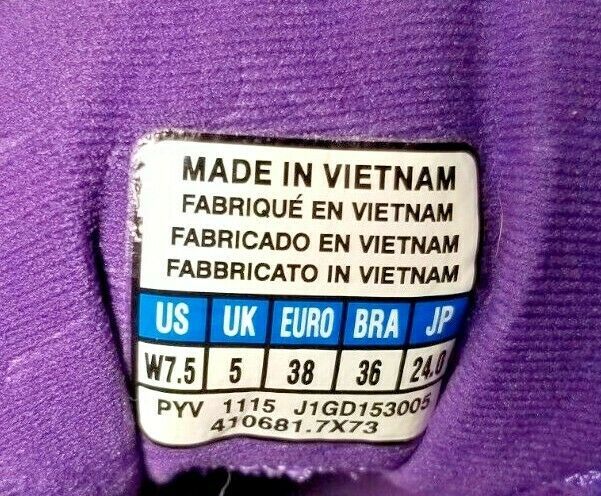 MADE IN VIETNAM
FABRIQUÉ EN VIETNAM
FABRICADO EN VIETNAM
FABBRICATO IN VIETNAM
US UK EURO BRA JP
W7.5 5 38 36 24.0
PYV 1115 J1GD153005
410681.7X73